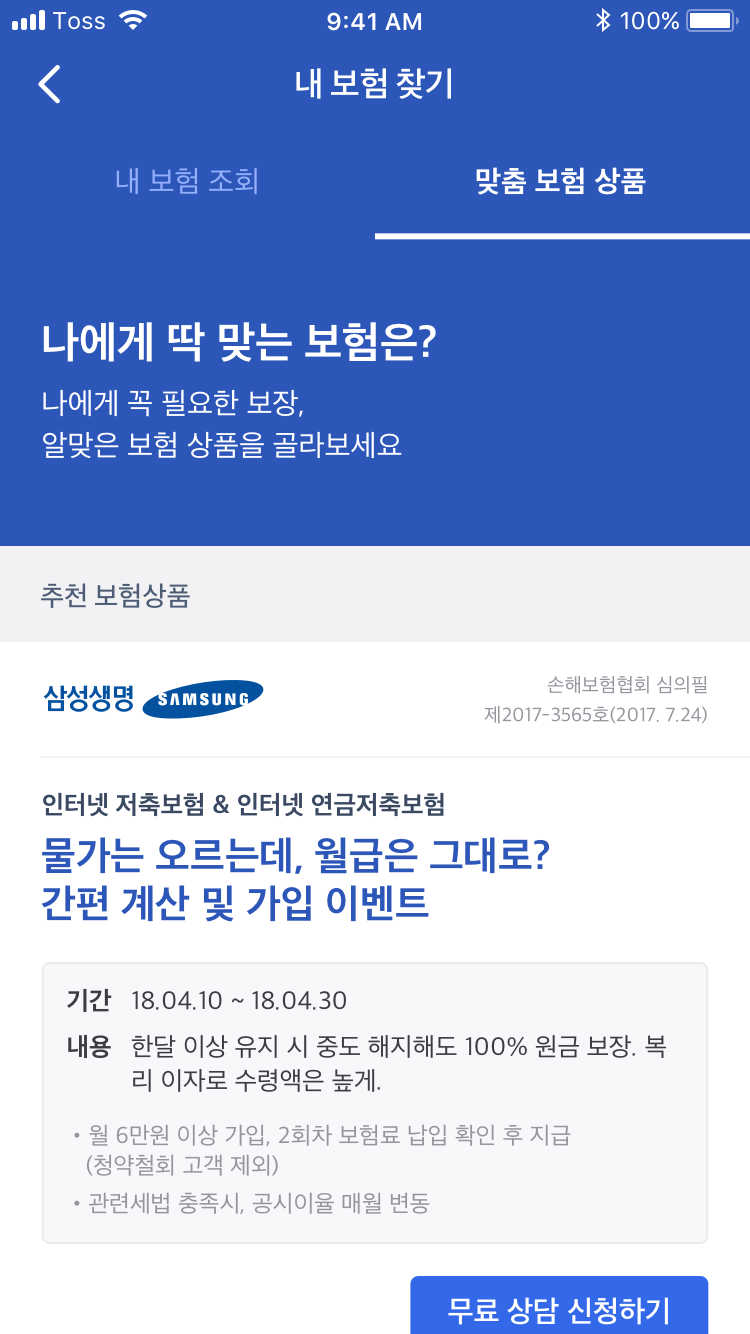 Toss
9:41 AM
100%
내 보험 찾기
내 보험 조회
맞춤 보험 상품
나에게 딱 맞는 보험은?
나에게 꼭 필요한 보장,
알맞은 보험 상품을 골라보세요
추천 보험상품
삼성생명 SAMSUNG
손해보험협회 심의필
제2017-3565호(2017. 7.24)
인터넷 저축보험 & 인터넷 연금저축보험
물가는 오르는데, 월급은 그대로?
간편 계산 및 가입 이벤트
기간 18.04.10 ~ 18.04.30
내용 한달 이상 유지 시 중도 해지해도 100% 원금 보장. 복
리 이자로 수령액은 높게.
• 월 6만원 이상 가입, 2회차 보험료 납입 확인 후 지급
(청약철회 고객 제외)
• 관련세법 충족시, 공시이율 매월 변동
무료 상담 신청하기